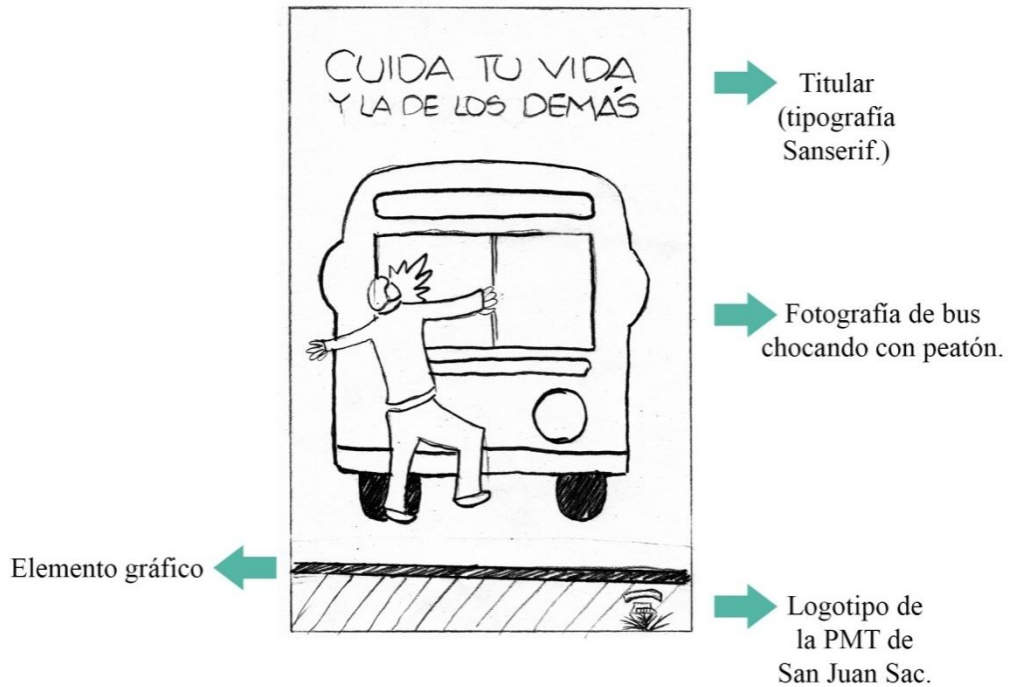 CUIDA TU VIDA
Y LA DE LOS DEMÁS
Titular
(tipografía
Sanserif.)
Fotografía de bus
chocando con peatón.
Elemento gráfico
Logotipo de
la PMT de
San Juan Sac.